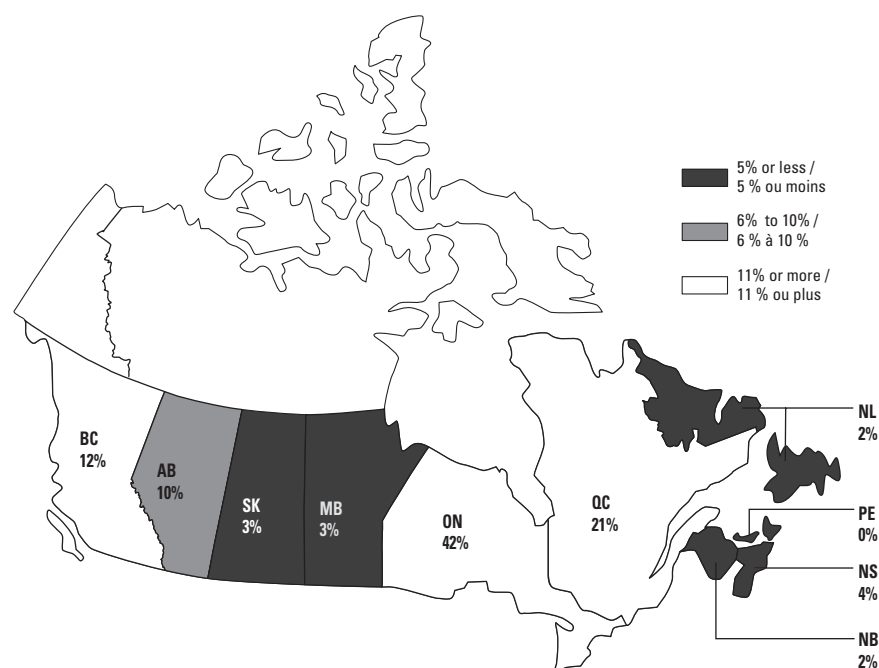 5% or less /
5 % ou moins
6% to 10% /
6 % à 10 %
11% or more /
11 % ou plus
BC
12%
AB
10%
SK
3%
MB
3%
ON
42%
QC
21%
NL
2%
PE
0%
NS
4%
NB
2%